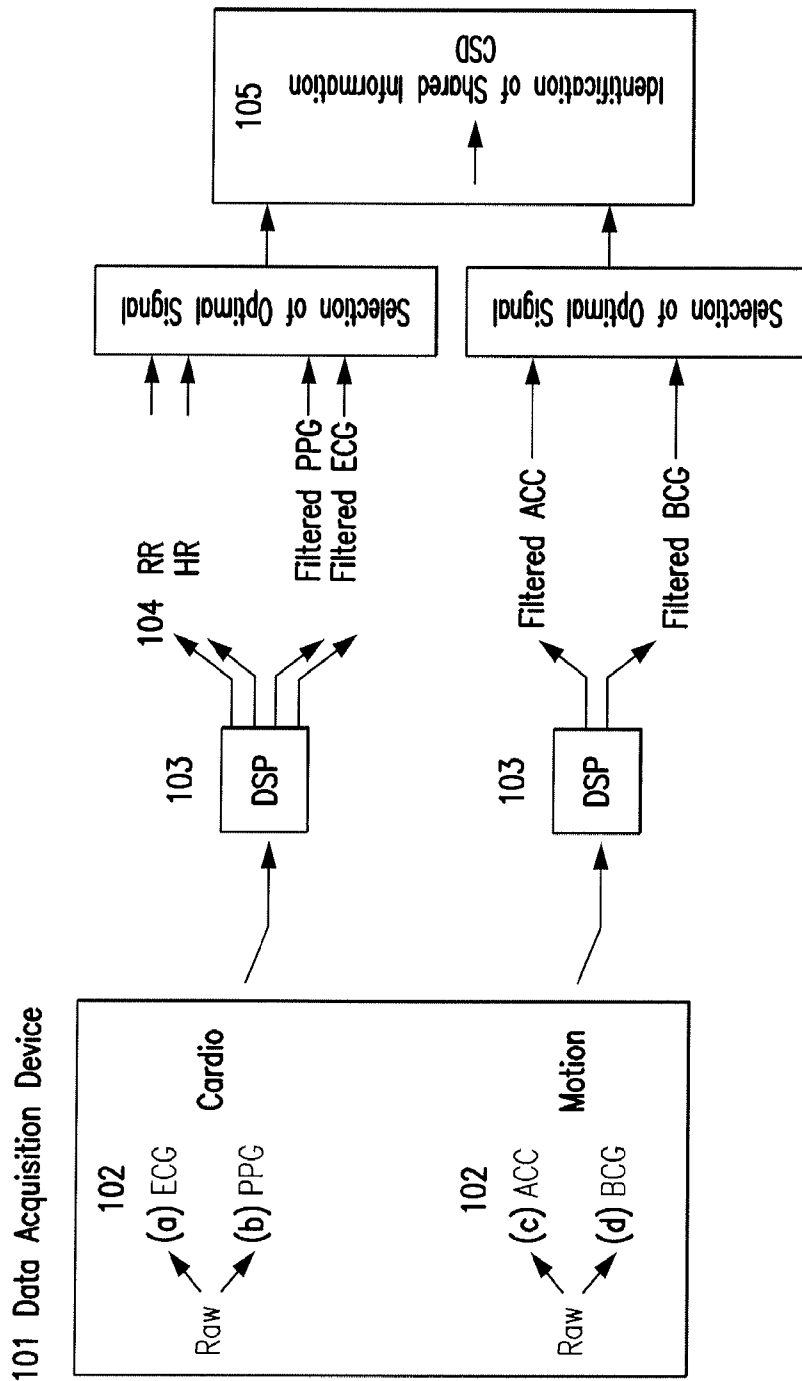 101 Data Acquisition Device
102
(a) ECG
Raw
(b) PPG
Cardio
102
(c) ACC
Raw
(d) BCG
Motion
103
DSP
103
DSP
104 RR
HR
Filtered PPG
Filtered ECG
Filtered ACC
Filtered BCG
Selection of Optimal Signal
Selection of Optimal Signal
105
Identification of Shared Information
CSD